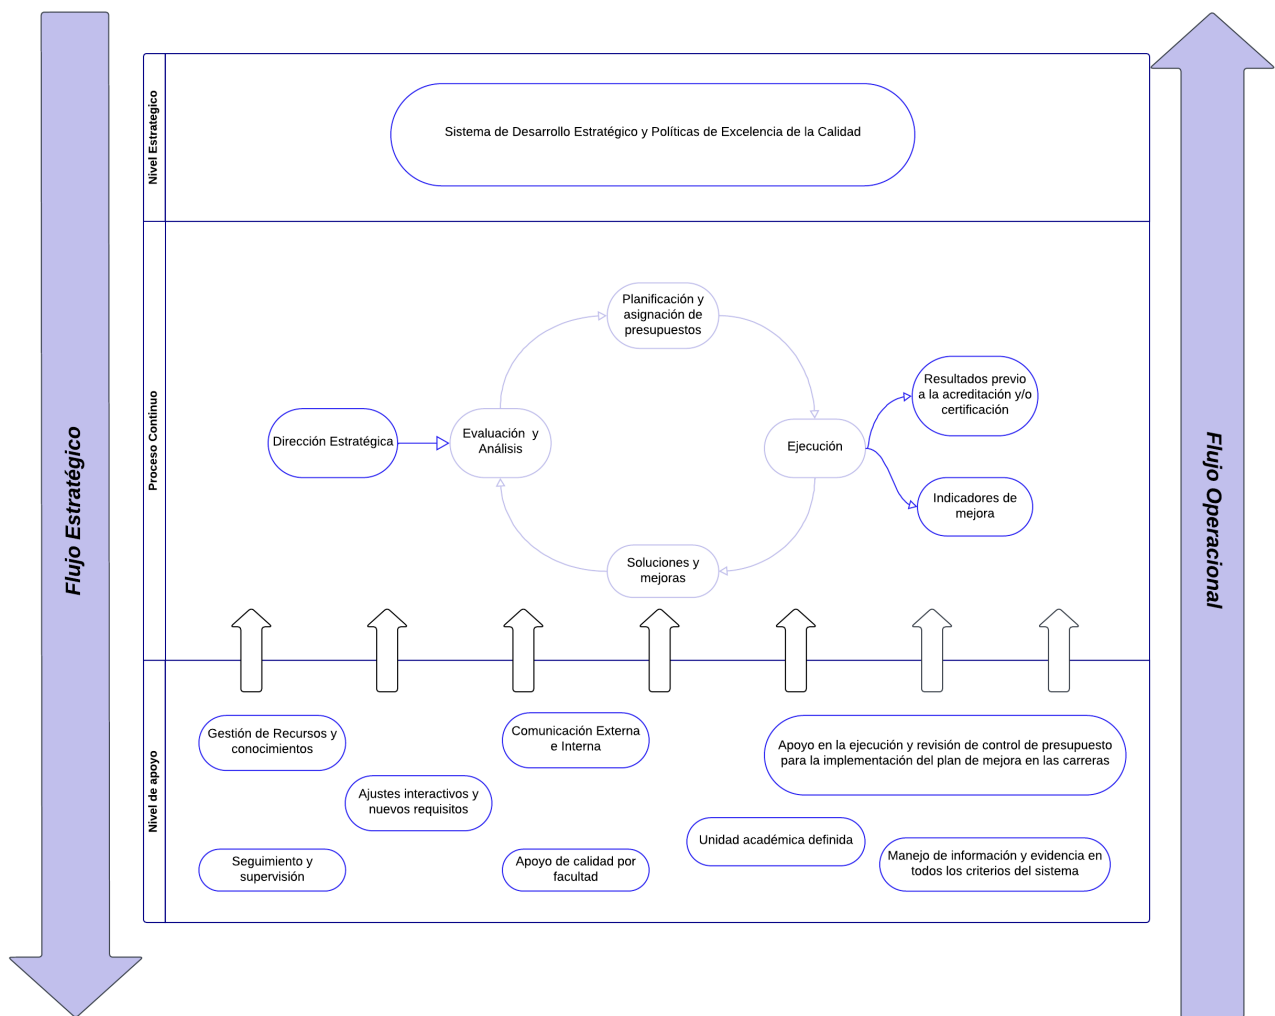 Flujo Estratégico
Nivel Estrategico
Sistema de Desarrollo Estratégico y Políticas de Excelencia de la Calidad
Proceso Continuo
Planificación y
asignación de
presupuestos
Dirección Estratégica
Evaluación y
Análisis
Ejecución
Resultados previo
a la acreditación y/o
certificación
Indicadores de
mejora
Soluciones y
mejoras
Nivel de apoyo
Gestión de Recursos y
conocimientos
Comunicación Externa
e Interna
Apoyo en la ejecución y revisión de control de presupuesto
para la implementación del plan de mejora en las carreras
Ajustes interactivos y
nuevos requisitos
Unidad académica definida
Seguimiento y
supervisión
Apoyo de calidad por
facultad
Manejo de información y evidencia en
todos los criterios del sistema
Flujo Operacional